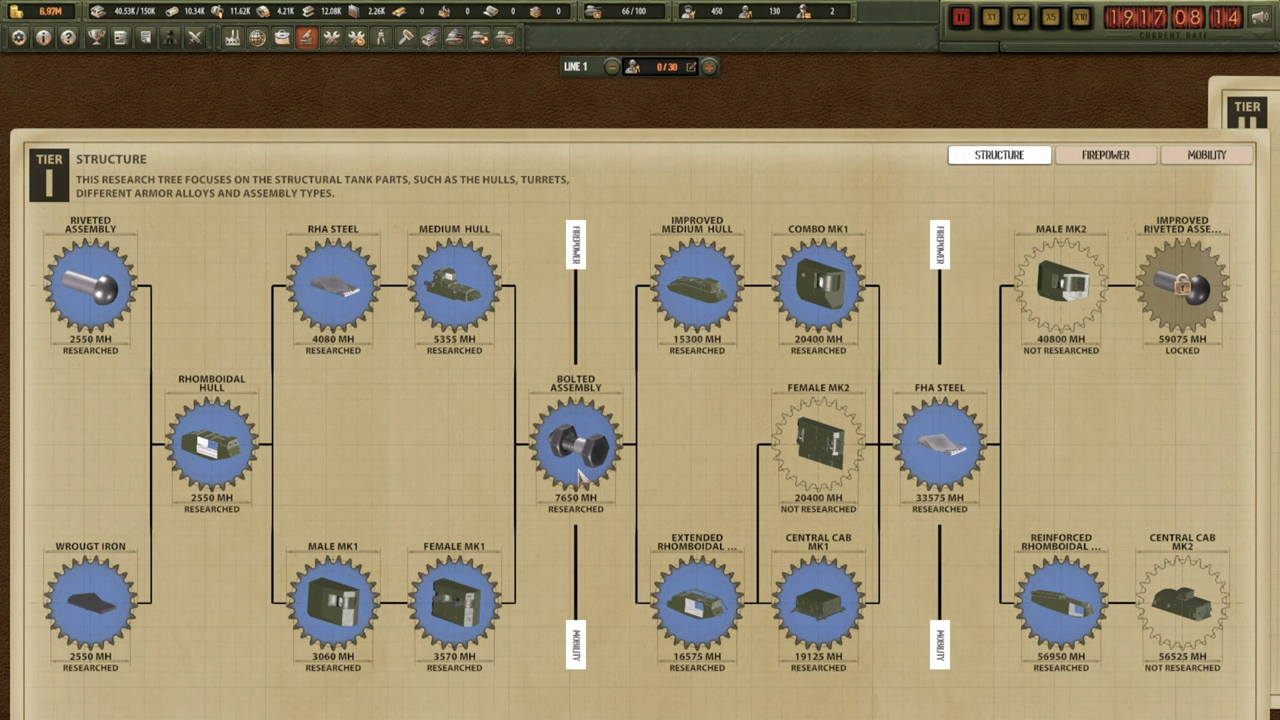 6.97M 40.53K/150K 10.34K 11.62K 4.21K 12.08K 2.26K 0 0 0 0 66/100 450 130 2
X1 X2 X5 X10 1917 08 14
CURRENT DATE
LINE 1 0/30
TIER
II
TIER
I
STRUCTURE
THIS RESEARCH TREE FOCUSES ON THE STRUCTURAL TANK PARTS, SUCH AS THE HULLS, TURRETS,
DIFFERENT ARMOR ALLOYS AND ASSEMBLY TYPES.
STRUCTURE FIREPOWER MOBILITY
RIVETED
ASSEMBLY
2550 MH
RESEARCHED
WROUGT IRON
2550 MH
RESEARCHED
RHOMBOIDAL
HULL
2550 MH
RESEARCHED
RHA STEEL
4080 MH
RESEARCHED
MALE MK1
3060 MH
RESEARCHED
MEDIUM HULL
5355 MH
RESEARCHED
FEMALE MK1
3570 MH
RESEARCHED
FIREPOWER
BOLTED
ASSEMBLY
7650 MH
RESEARCHED
MOBILITY
IMPROVED
MEDIUM HULL
15300 MH
RESEARCHED
EXTENDED
RHOMBOIDAL ...
16575 MH
RESEARCHED
COMBO MK1
20400 MH
RESEARCHED
FEMALE MK2
20400 MH
NOT RESEARCHED
CENTRAL CAB
MK1
19125 MH
RESEARCHED
FIREPOWER
FHA STEEL
33575 MH
RESEARCHED
MOBILITY
MALE MK2
40800 MH
NOT RESEARCHED
REINFORCED
RHOMBOIDAL ...
56950 MH
RESEARCHED
IMPROVED
RIVETED ASSE...
59075 MH
LOCKED
CENTRAL CAB
MK2
56525 MH
NOT RESEARCHED